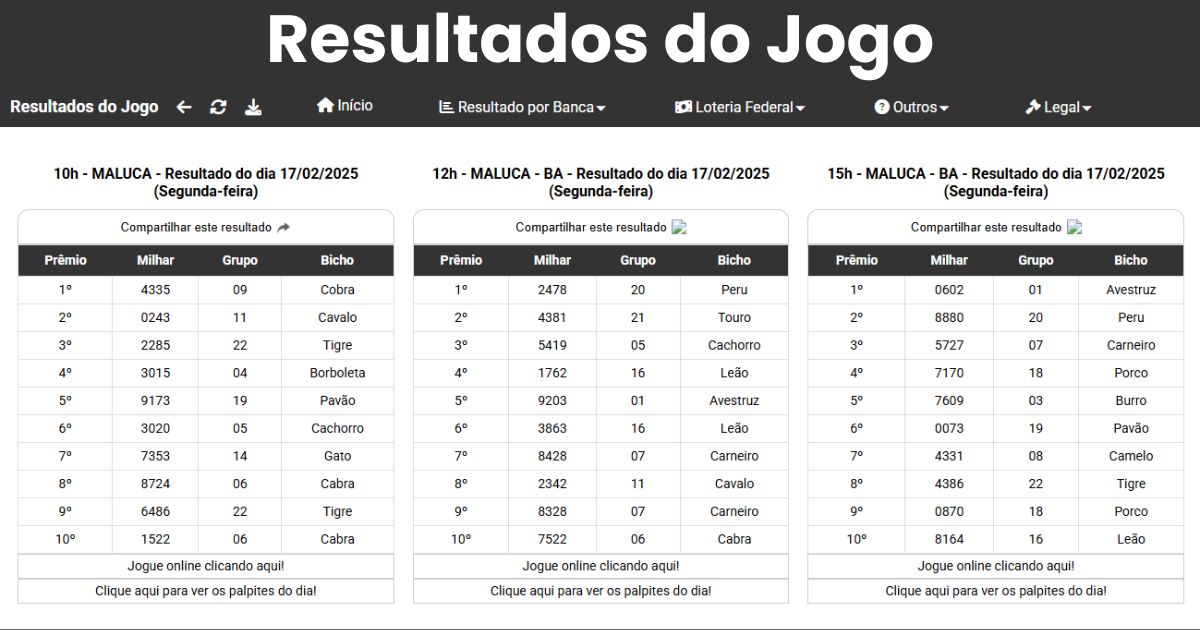 Resultados do Jogo
Resultados do Jogo Início Resultado por Banca Loteria Federal Outros Legal
10h - MALUCA - Resultado do dia 17/02/2025
(Segunda-feira)
Compartilhar este resultado
Prêmio Milhar Grupo Bicho
1º 4335 09 Cobra
2º 0243 11 Cavalo
3º 2285 22 Tigre
4º 3015 04 Borboleta
5º 9173 19 Pavão
6º 3020 05 Cachorro
7º 7353 14 Gato
8º 8724 06 Cabra
9º 6486 22 Tigre
10º 1522 06 Cabra
Jogue online clicando aqui!
Clique aqui para ver os palpites do dia!
12h - MALUCA - BA - Resultado do dia 17/02/2025
(Segunda-feira)
Compartilhar este resultado
Prêmio Milhar Grupo Bicho
1º 2478 20 Peru
2º 4381 21 Touro
3º 5419 05 Cachorro
4º 1762 16 Leão
5º 9203 01 Avestruz
6º 3863 16 Leão
7º 8428 07 Carneiro
8º 2342 11 Cavalo
9º 8328 07 Carneiro
10º 7522 06 Cabra
Jogue online clicando aqui!
Clique aqui para ver os palpites do dia!
15h - MALUCA - BA - Resultado do dia 17/02/2025
(Segunda-feira)
Compartilhar este resultado
Prêmio Milhar Grupo Bicho
1º 0602 01 Avestruz
2º 8880 20 Peru
3º 5727 07 Carneiro
4º 7170 18 Porco
5º 7609 03 Burro
6º 0073 19 Pavão
7º 4331 08 Camelo
8º 4386 22 Tigre
9º 0870 18 Porco
10º 8164 16 Leão
Jogue online clicando aqui!
Clique aqui para ver os palpites do dia!